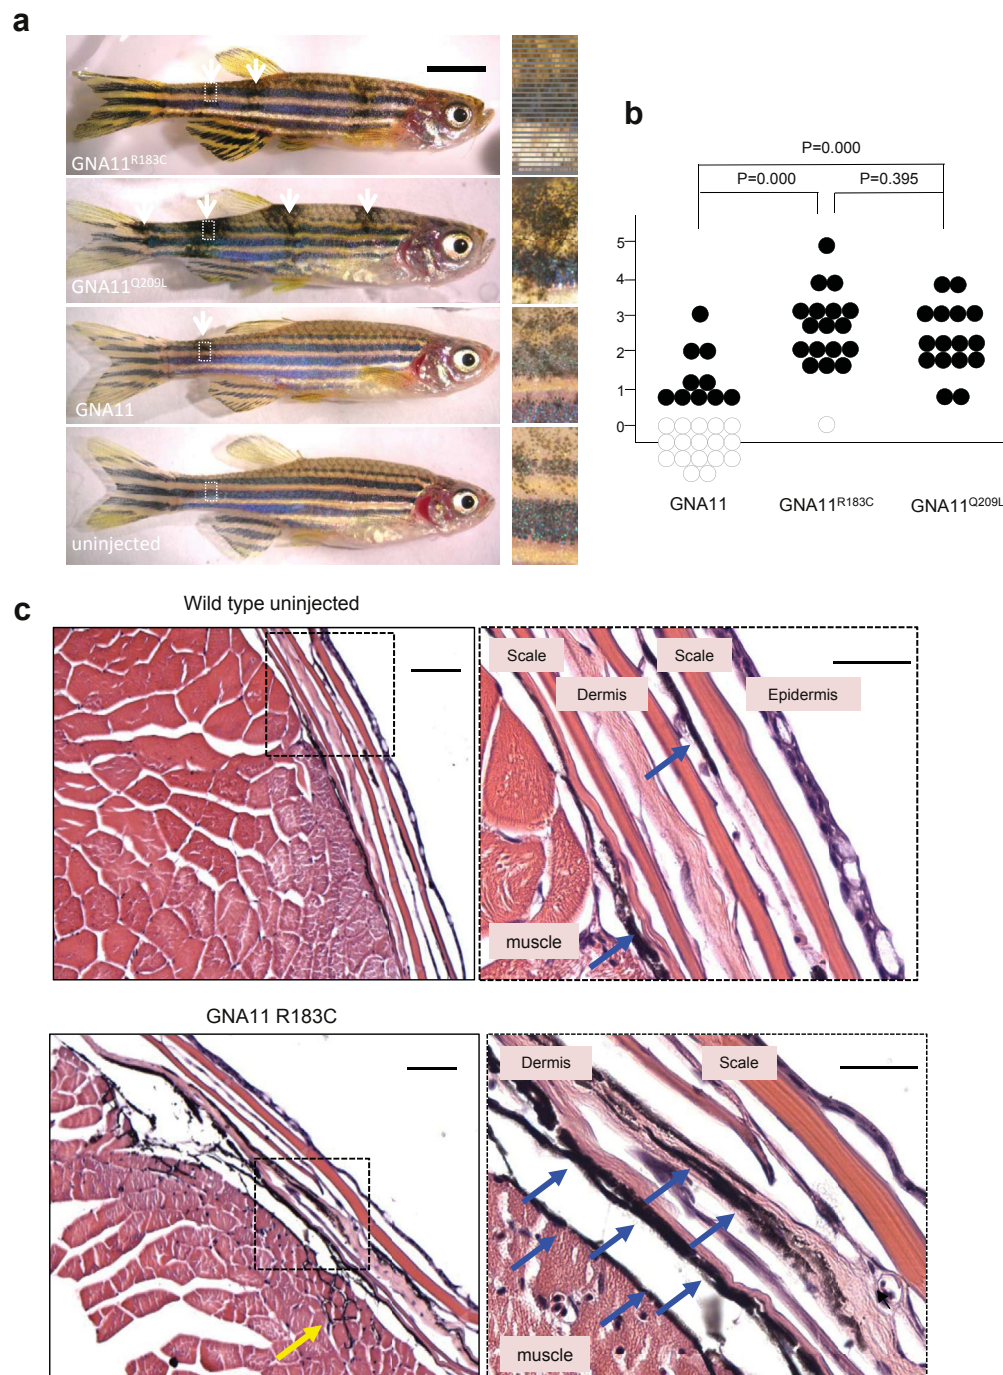 a
GNA11R183C
GNA11Q209L
GNA11
uninjected
b
P=0.000
P=0.000
P=0.395
5
4
3
2
1
0
GNA11
GNA11R183C
GNA11Q209L
c
Wild type uninjected
Scale
Scale
Dermis
Epidermis
muscle
GNA11 R183C
Dermis
Scale
muscle